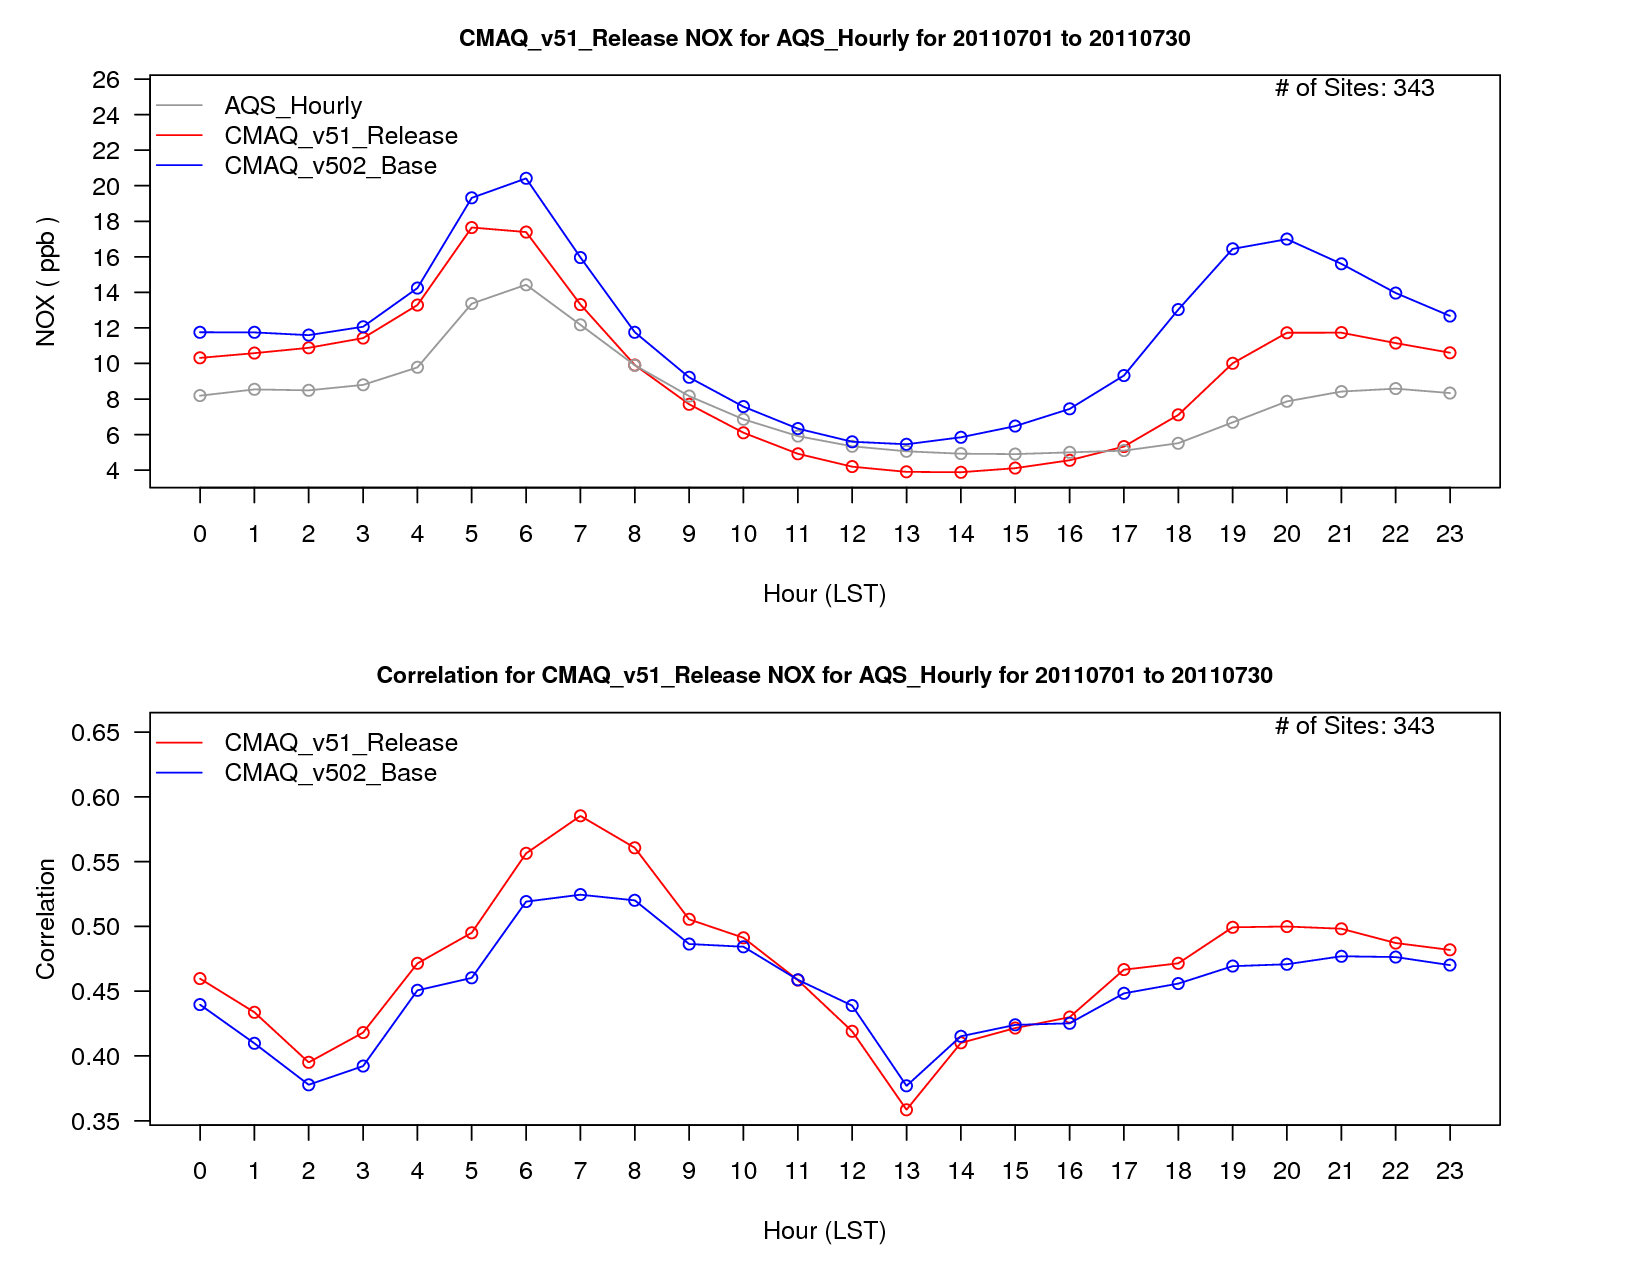 CMAQ_v51_Release NOX for AQS_Hourly for 20110701 to 20110730
# of Sites: 343
AQS_Hourly
CMAQ_v51_Release
CMAQ_v502_Base
26
24
22
20
18
16
14
12
10
8
6
4
NOX ( ppb )
0 1 2 3 4 5 6 7 8 9 10 11 12 13 14 15 16 17 18 19 20 21 22 23
Hour (LST)
Correlation for CMAQ_v51_Release NOX for AQS_Hourly for 20110701 to 20110730
# of Sites: 343
CMAQ_v51_Release
CMAQ_v502_Base
0.65
0.60
0.55
0.50
0.45
0.40
0.35
Correlation
0 1 2 3 4 5 6 7 8 9 10 11 12 13 14 15 16 17 18 19 20 21 22 23
Hour (LST)